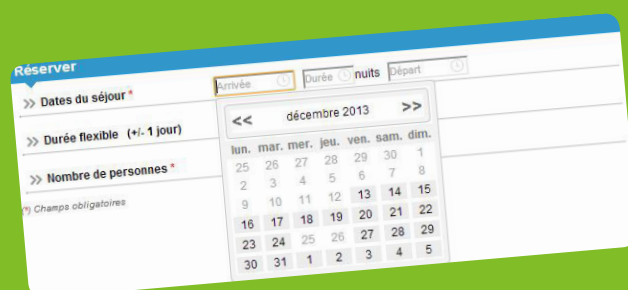 Réserver
>> Dates du séjour * Arrivée Durée nuits Départ
>> Durée flexible (+/- 1 jour)
>> Nombre de personnes *
(*) Champs obligatoires
<< décembre 2013 >>
lun. mar. mer. jeu. ven. sam. dim.
25 26 27 28 29 30 1
2 3 4 5 6 7 8
9 10 11 12 13 14 15
16 17 18 19 20 21 22
23 24 25 26 27 28 29
30 31 1 2 3 4 5